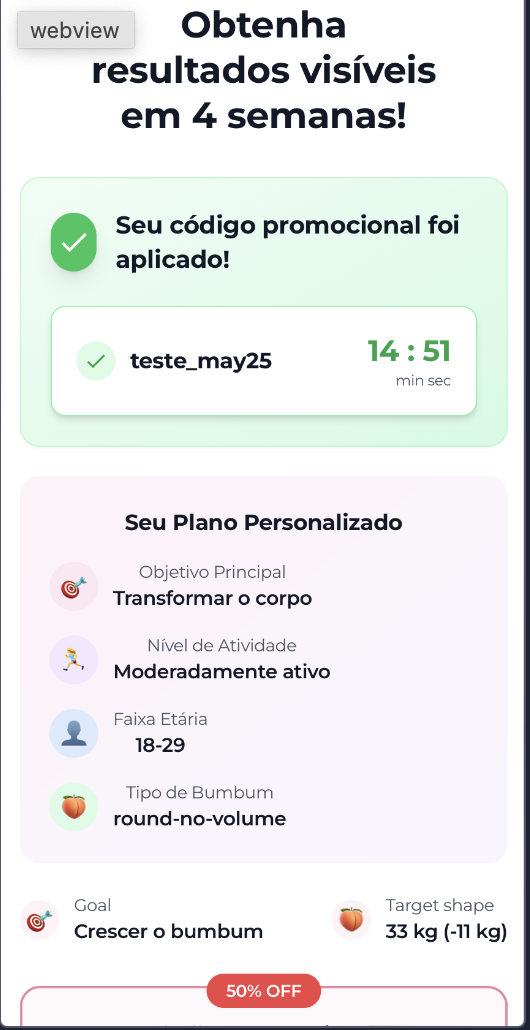 webview
Obtenha
resultados visíveis
em 4 semanas!
Seu código promocional foi
aplicado!
teste_may25
14 : 51
min sec
Seu Plano Personalizado
Objetivo Principal
Transformar o corpo
Nível de Atividade
Moderadamente ativo
Faixa Etária
18-29
Tipo de Bumbum
round-no-volume
Goal
Crescer o bumbum
Target shape
33 kg (-11 kg)
50% OFF